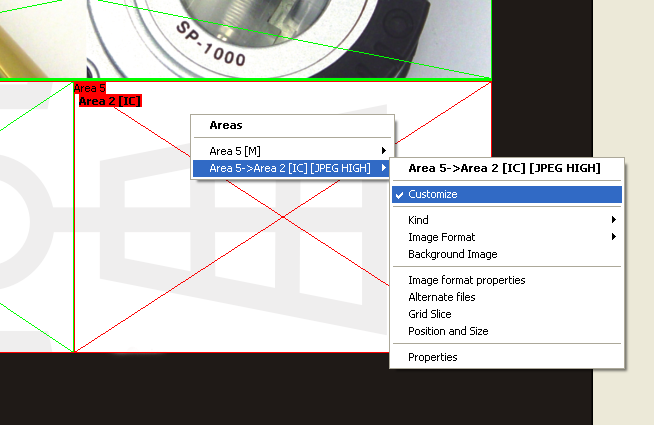 SP-1000
Area 5
Area 2 [IC]
Areas
Area 5 [M]
Area 5->Area 2 [IC] [JPEG HIGH]
Area 5->Area 2 [IC] [JPEG HIGH]
Customize
Kind
Image Format
Background Image
Image format properties
Alternate files
Grid Slice
Position and Size
Properties